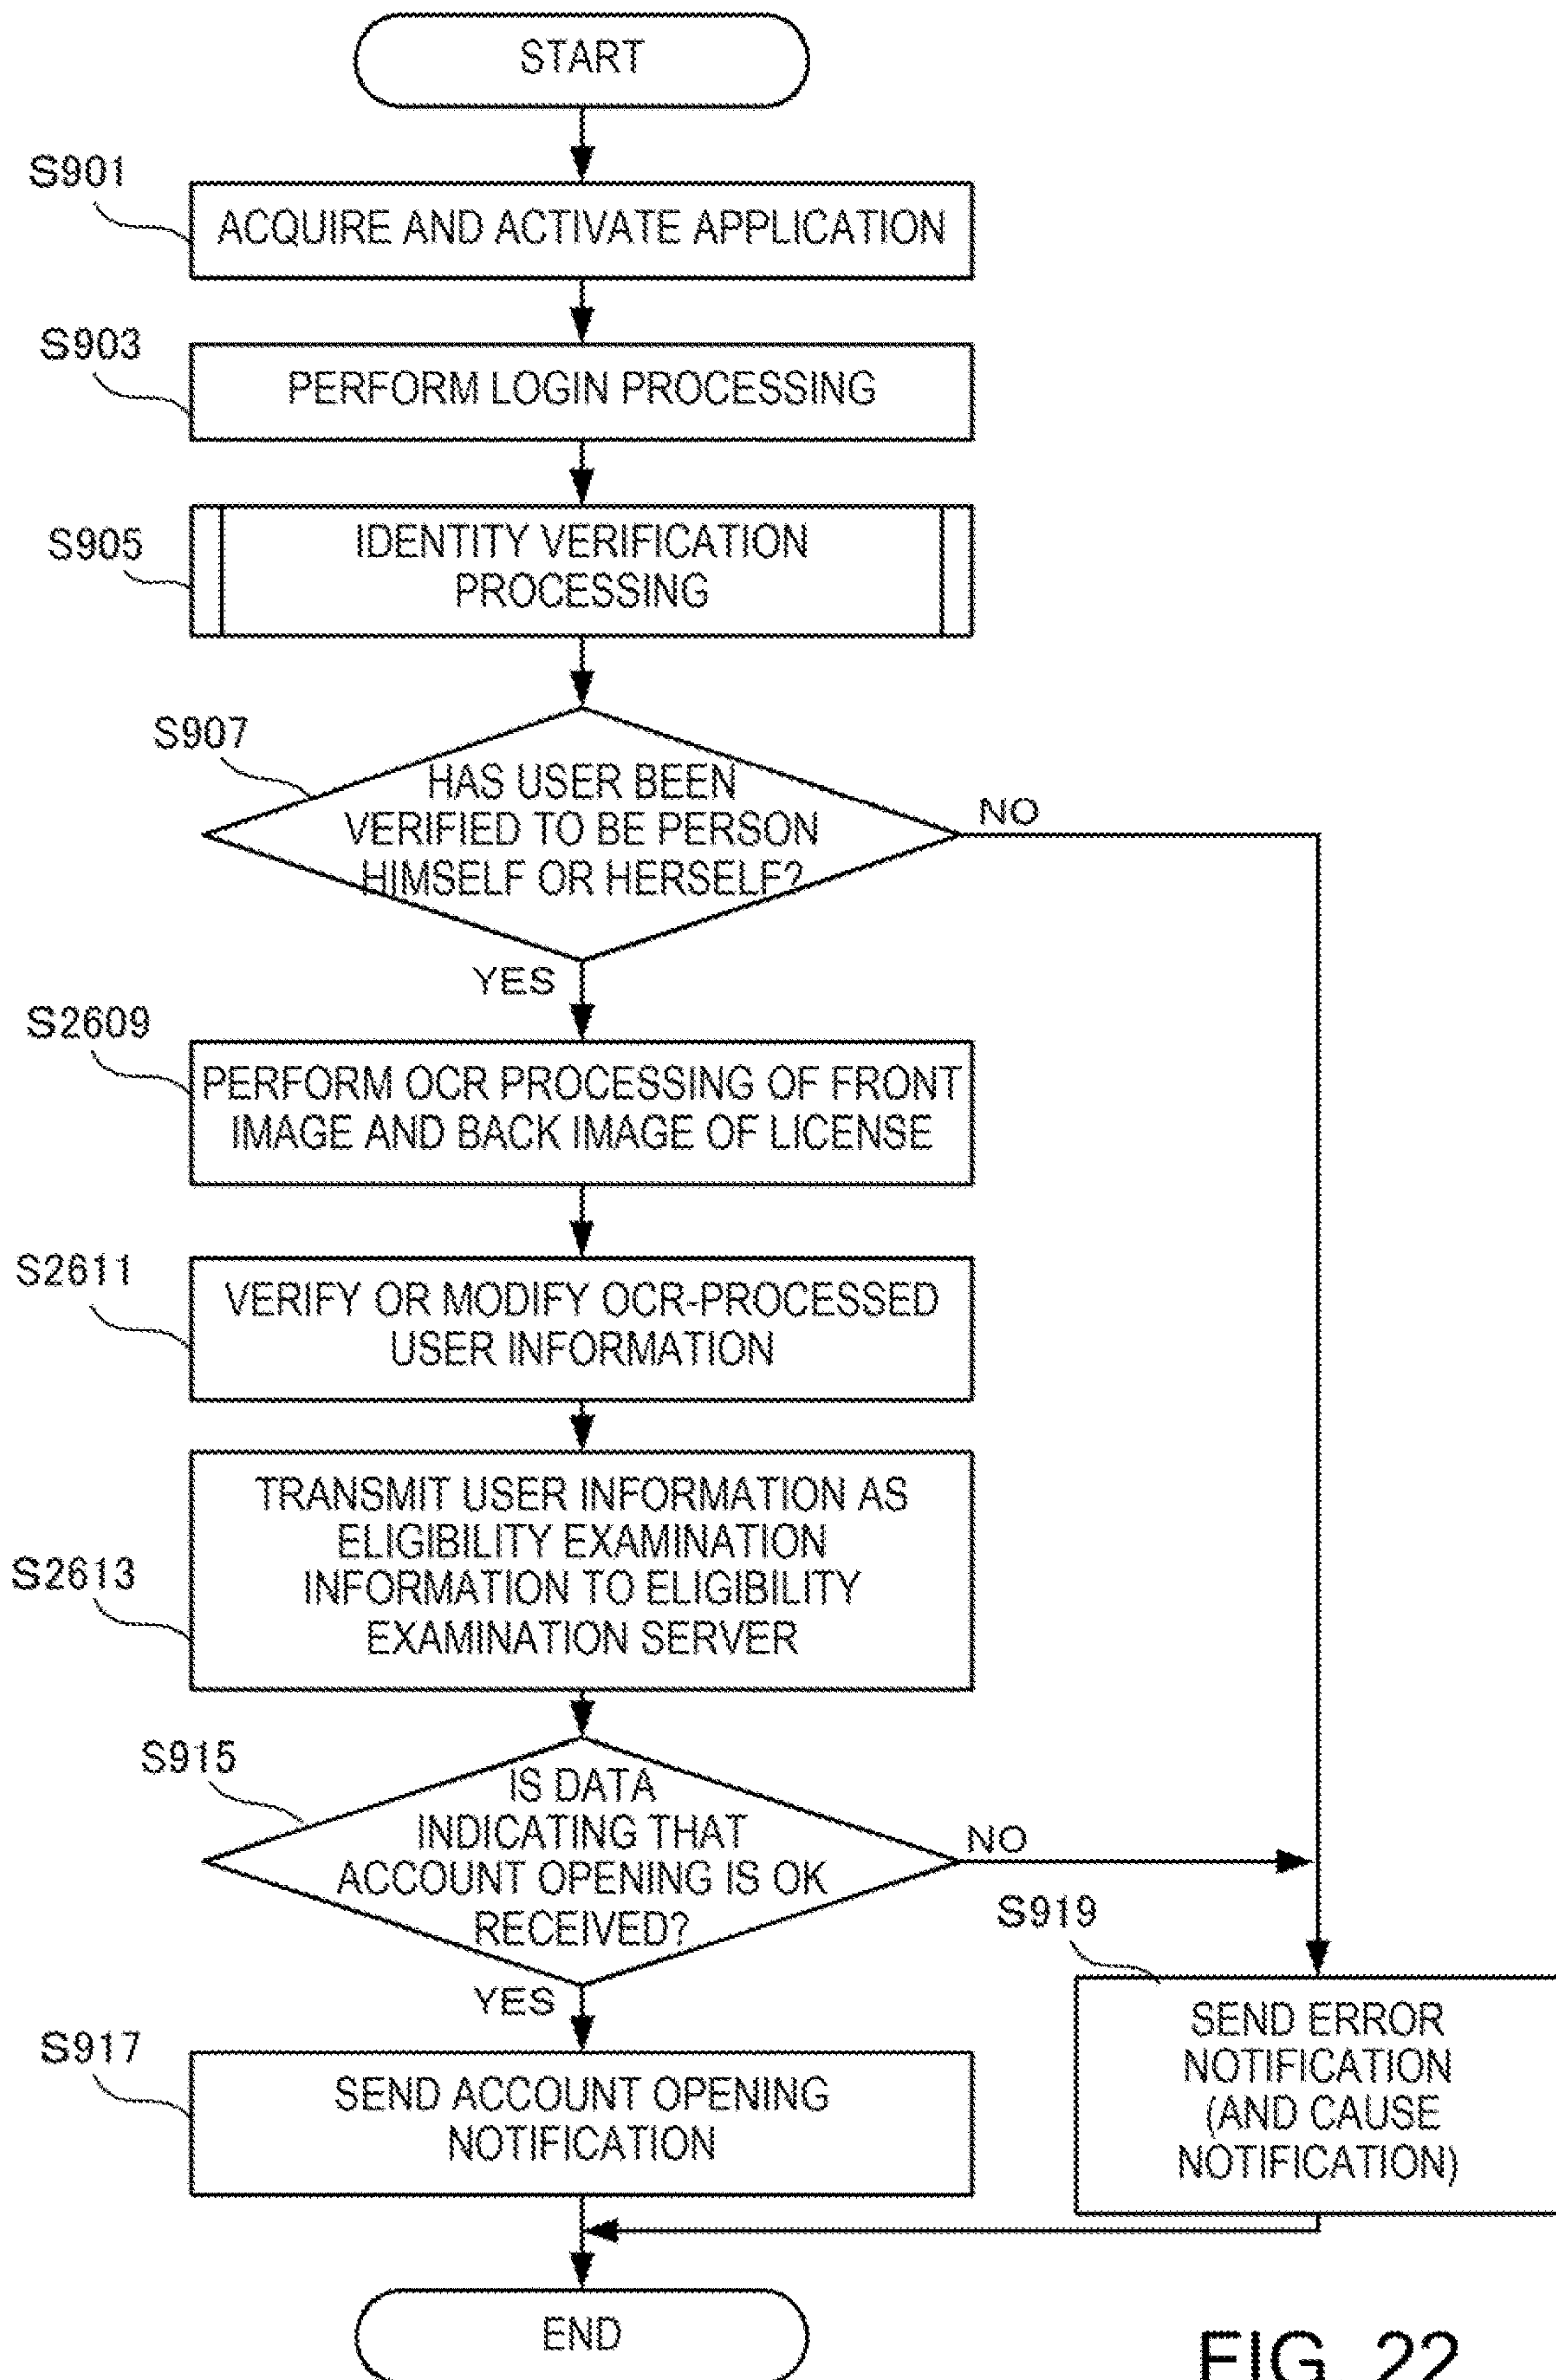 START
S901
ACQUIRE AND ACTIVATE APPLICATION
S903
PERFORM LOGIN PROCESSING
S905
IDENTITY VERIFICATION
PROCESSING
S907
HAS USER BEEN
VERIFIED TO BE PERSON
HIMSELF OR HERSELF?
NO
YES
S2609
PERFORM OCR PROCESSING OF FRONT
IMAGE AND BACK IMAGE OF LICENSE
S2611
VERIFY OR MODIFY OCR-PROCESSED
USER INFORMATION
S2613
TRANSMIT USER INFORMATION AS
ELIGIBILITY EXAMINATION
INFORMATION TO ELIGIBILITY
EXAMINATION SERVER
S915
IS DATA
INDICATING THAT
ACCOUNT OPENING IS OK
RECEIVED?
NO
YES
S919
SEND ERROR
NOTIFICATION
(AND CAUSE
NOTIFICATION)
S917
SEND ACCOUNT OPENING
NOTIFICATION
END
FIG. 22